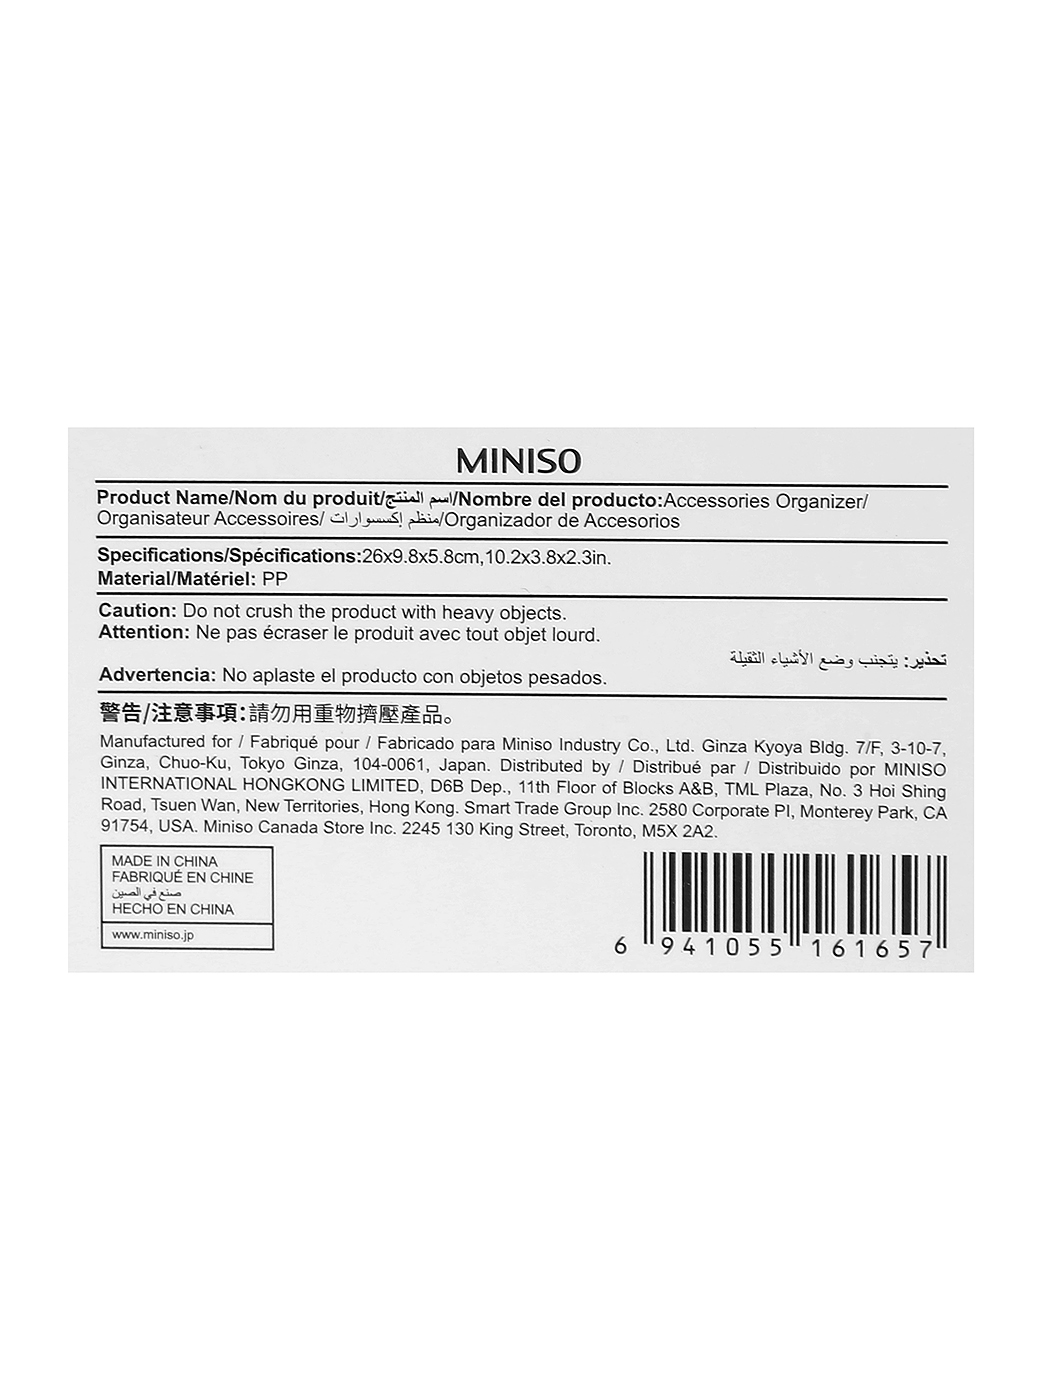 MINISO
Product Name/Nom du produit/اسم المنتج/Nombre del producto:Accessories Organizer/
Organisateur Accessoires/ منظم إكسسوارات/Organizador de Accesorios
Specifications/Spécifications:26x9.8x5.8cm,10.2x3.8x2.3in.
Material/Matériel: PP
Caution: Do not crush the product with heavy objects.
Attention: Ne pas écraser le produit avec tout objet lourd.
تحذير: يتجنب وضع الأشياء الثقيلة
Advertencia: No aplaste el producto con objetos pesados.
警告/注意事項:請勿用重物擠壓產品。
Manufactured for / Fabriqué pour / Fabricado para Miniso Industry Co., Ltd. Ginza Kyoya Bldg. 7/F, 3-10-7,
Ginza, Chuo-Ku, Tokyo Ginza, 104-0061, Japan. Distributed by / Distribué par / Distribuido por MINISO
INTERNATIONAL HONGKONG LIMITED, D6B Dep., 11th Floor of Blocks A&B, TML Plaza, No. 3 Hoi Shing
Road, Tsuen Wan, New Territories, Hong Kong. Smart Trade Group Inc. 2580 Corporate Pl, Monterey Park, CA
91754, USA. Miniso Canada Store Inc. 2245 130 King Street, Toronto, M5X 2A2.
MADE IN CHINA
FABRIQUÉ EN CHINE
صنع في الصين
HECHO EN CHINA
www.miniso.jp
6 941055 161657